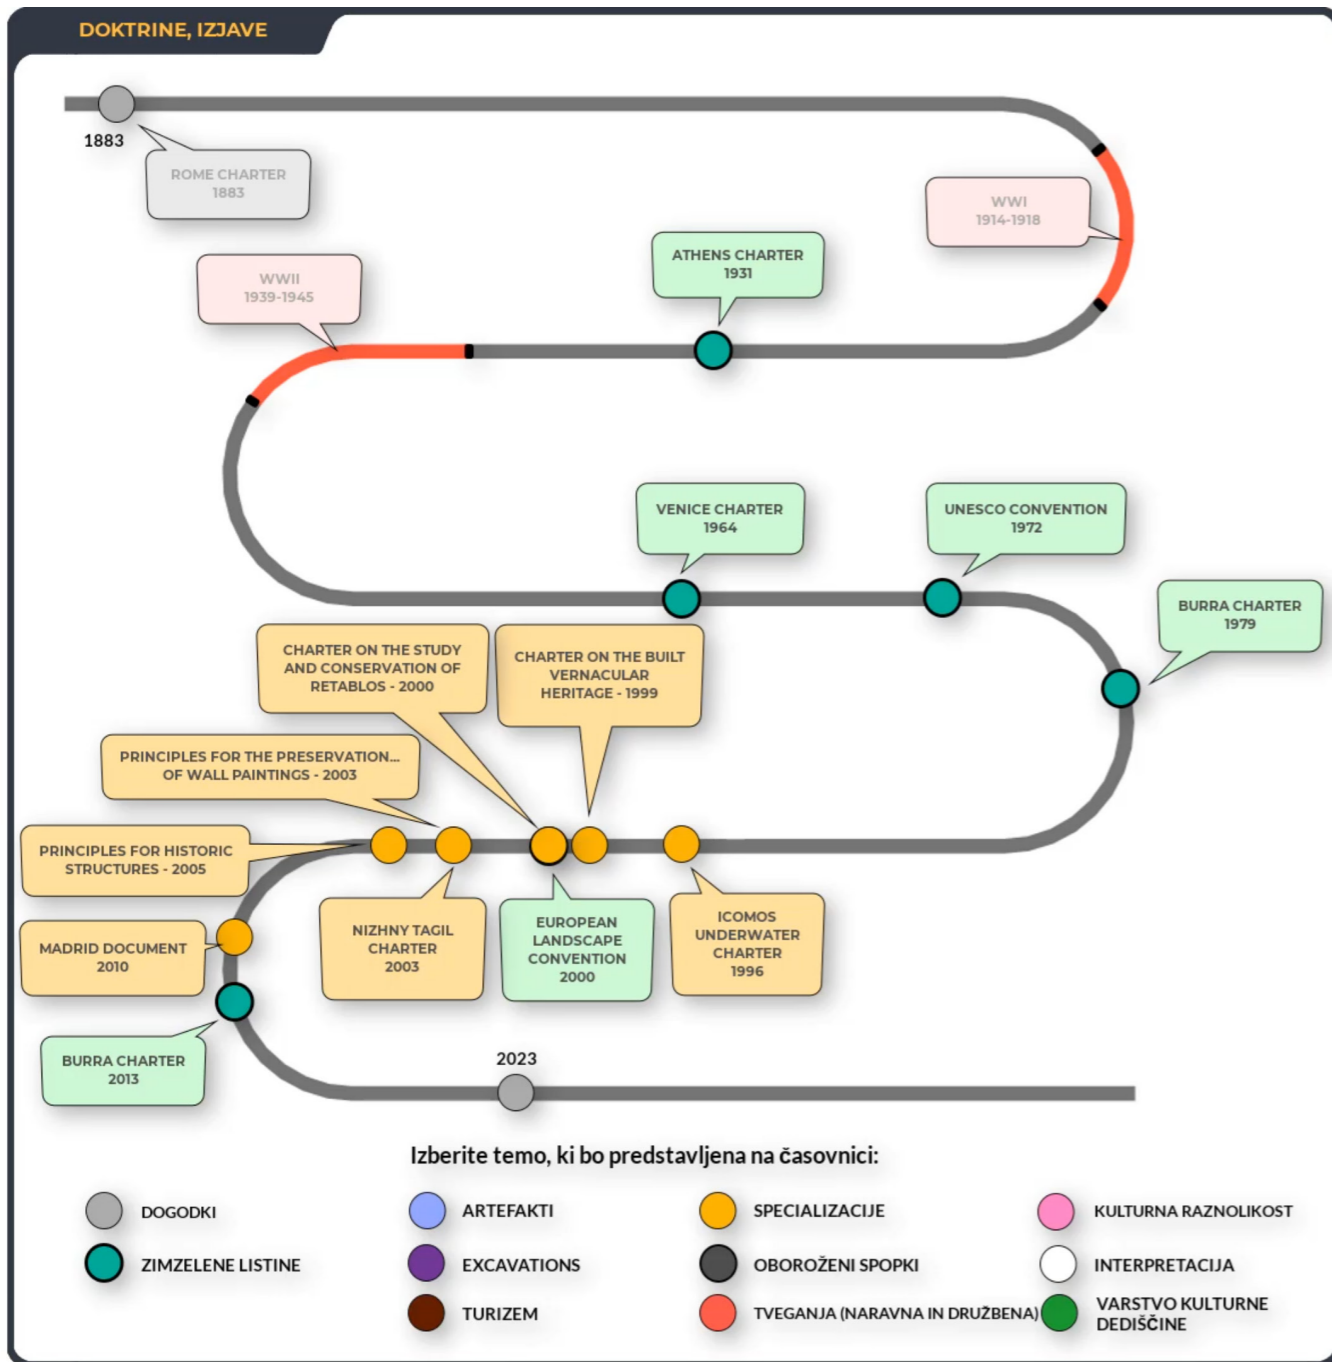 DOKTRINE, IZJAVE
1883
ROME CHARTER
1883
WWI
1914-1918
ATHENS CHARTER
1931
WWII
1939-1945
VENICE CHARTER
1964
UNESCO CONVENTION
1972
BURRA CHARTER
1979
CHARTER ON THE STUDY
AND CONSERVATION OF
RETABLOS - 2000
CHARTER ON THE BUILT
VERNACULAR
HERITAGE - 1999
PRINCIPLES FOR THE PRESERVATION...
OF WALL PAINTINGS - 2003
PRINCIPLES FOR HISTORIC
STRUCTURES - 2005
MADRID DOCUMENT
2010
NIZHNY TAGIL
CHARTER
2003
EUROPEAN
LANDSCAPE
CONVENTION
2000
ICOMOS
UNDERWATER
CHARTER
1996
BURRA CHARTER
2013
2023
Izberite temo, ki bo predstavljena na časovnici:
DOGODKI
ARTEFAKTI
SPECIALIZACIJE
KULTURNA RAZNOLIKOST
ZIMZELENE LISTINE
EXCAVATIONS
OBOROŽENI SPOPKI
INTERPRETACIJA
TURIZEM
TVEGANJA (NARAVNA IN DRUŽBENA)
VARSTVO KULTURNE
DEDIŠČINE